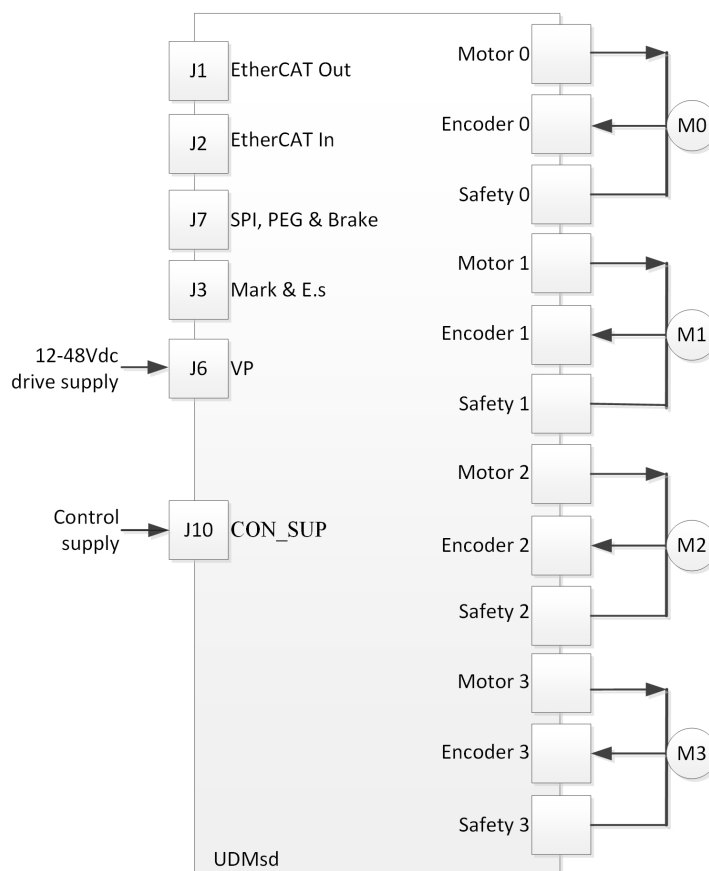 J1 EtherCAT Out
J2 EtherCAT In
J7 SPI, PEG & Brake
J3 Mark & E.s
12-48Vdc
drive supply
J6 VP
Control
supply
J10 CON_SUP
UDMsd
Motor 0
Encoder 0
Safety 0
M0
Motor 1
Encoder 1
Safety 1
M1
Motor 2
Encoder 2
Safety 2
M2
Motor 3
Encoder 3
Safety 3
M3